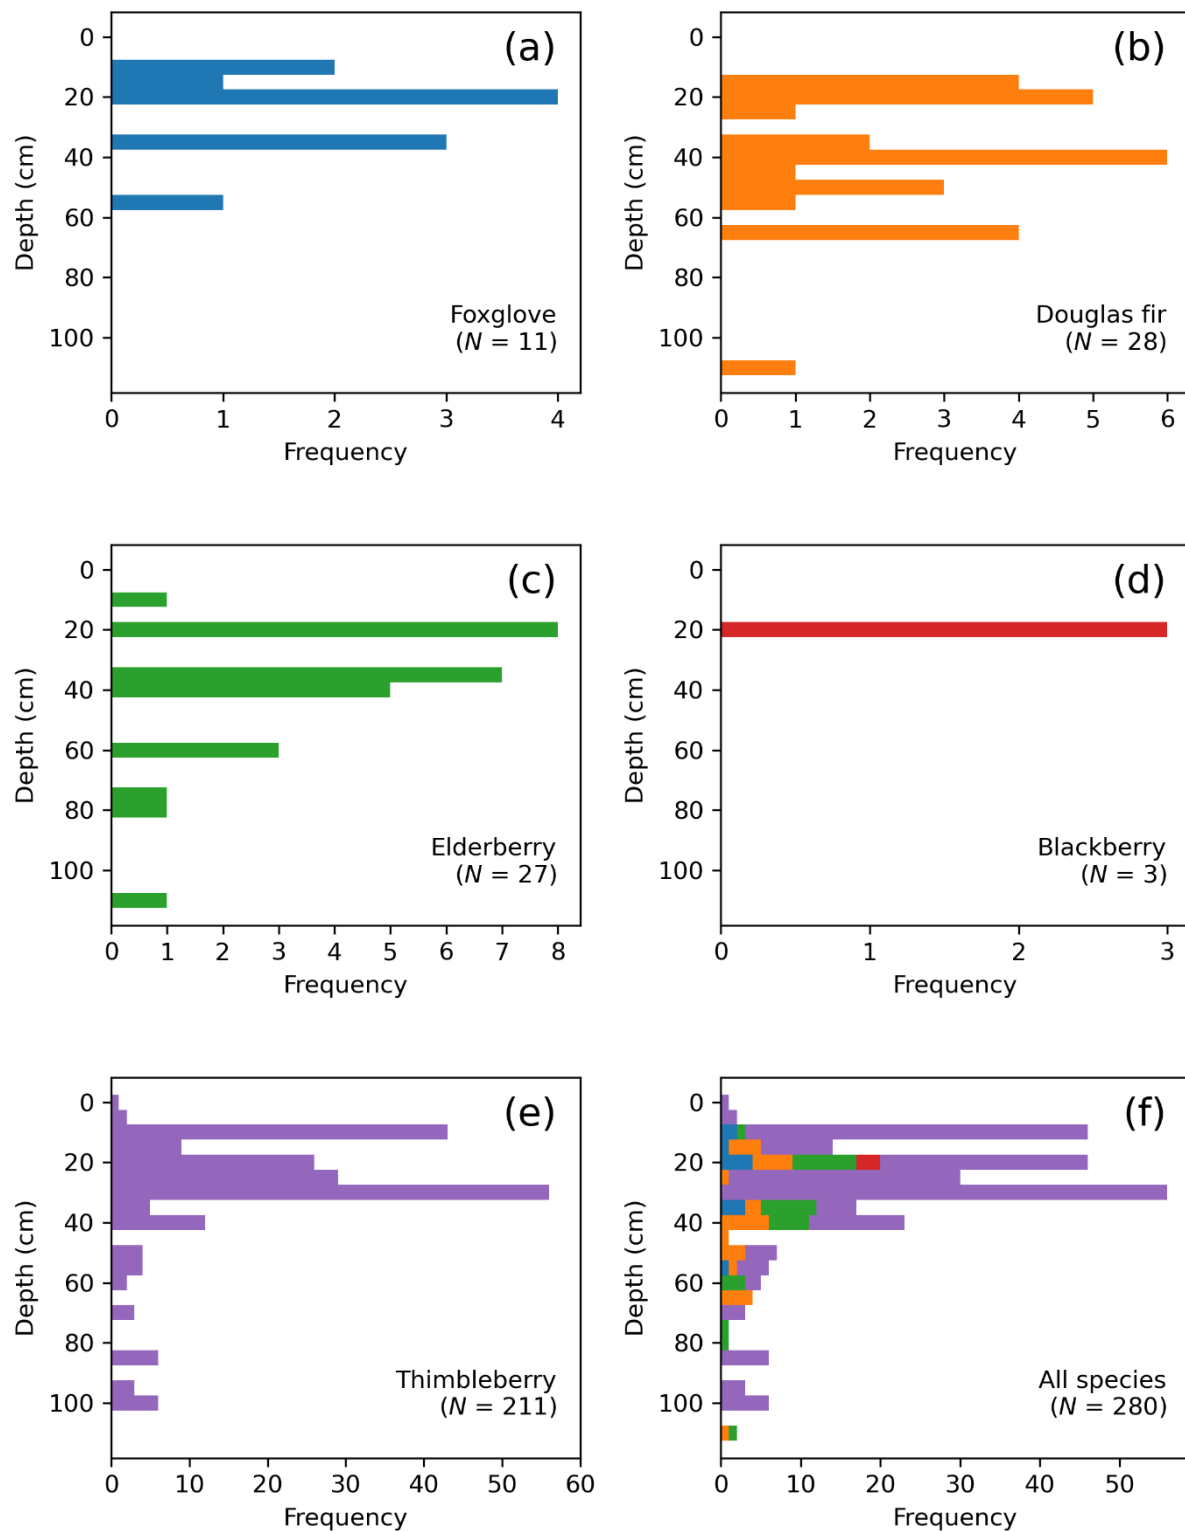 (a)
0
20
40
60
80
100
Depth (cm)
Foxglove
(N = 11)
0 1 2 3 4
Frequency
(b)
0
20
40
60
80
100
Depth (cm)
Douglas fir
(N = 28)
0 1 2 3 4 5 6
Frequency
(c)
0
20
40
60
80
100
Depth (cm)
Elderberry
(N = 27)
0 1 2 3 4 5 6 7 8
Frequency
(d)
0
20
40
60
80
100
Depth (cm)
Blackberry
(N = 3)
0 1 2 3
Frequency
(e)
0
20
40
60
80
100
Depth (cm)
Thimbleberry
(N = 211)
0 10 20 30 40 50 60
Frequency
(f)
0
20
40
60
80
100
Depth (cm)
All species
(N = 280)
0 10 20 30 40 50
Frequency